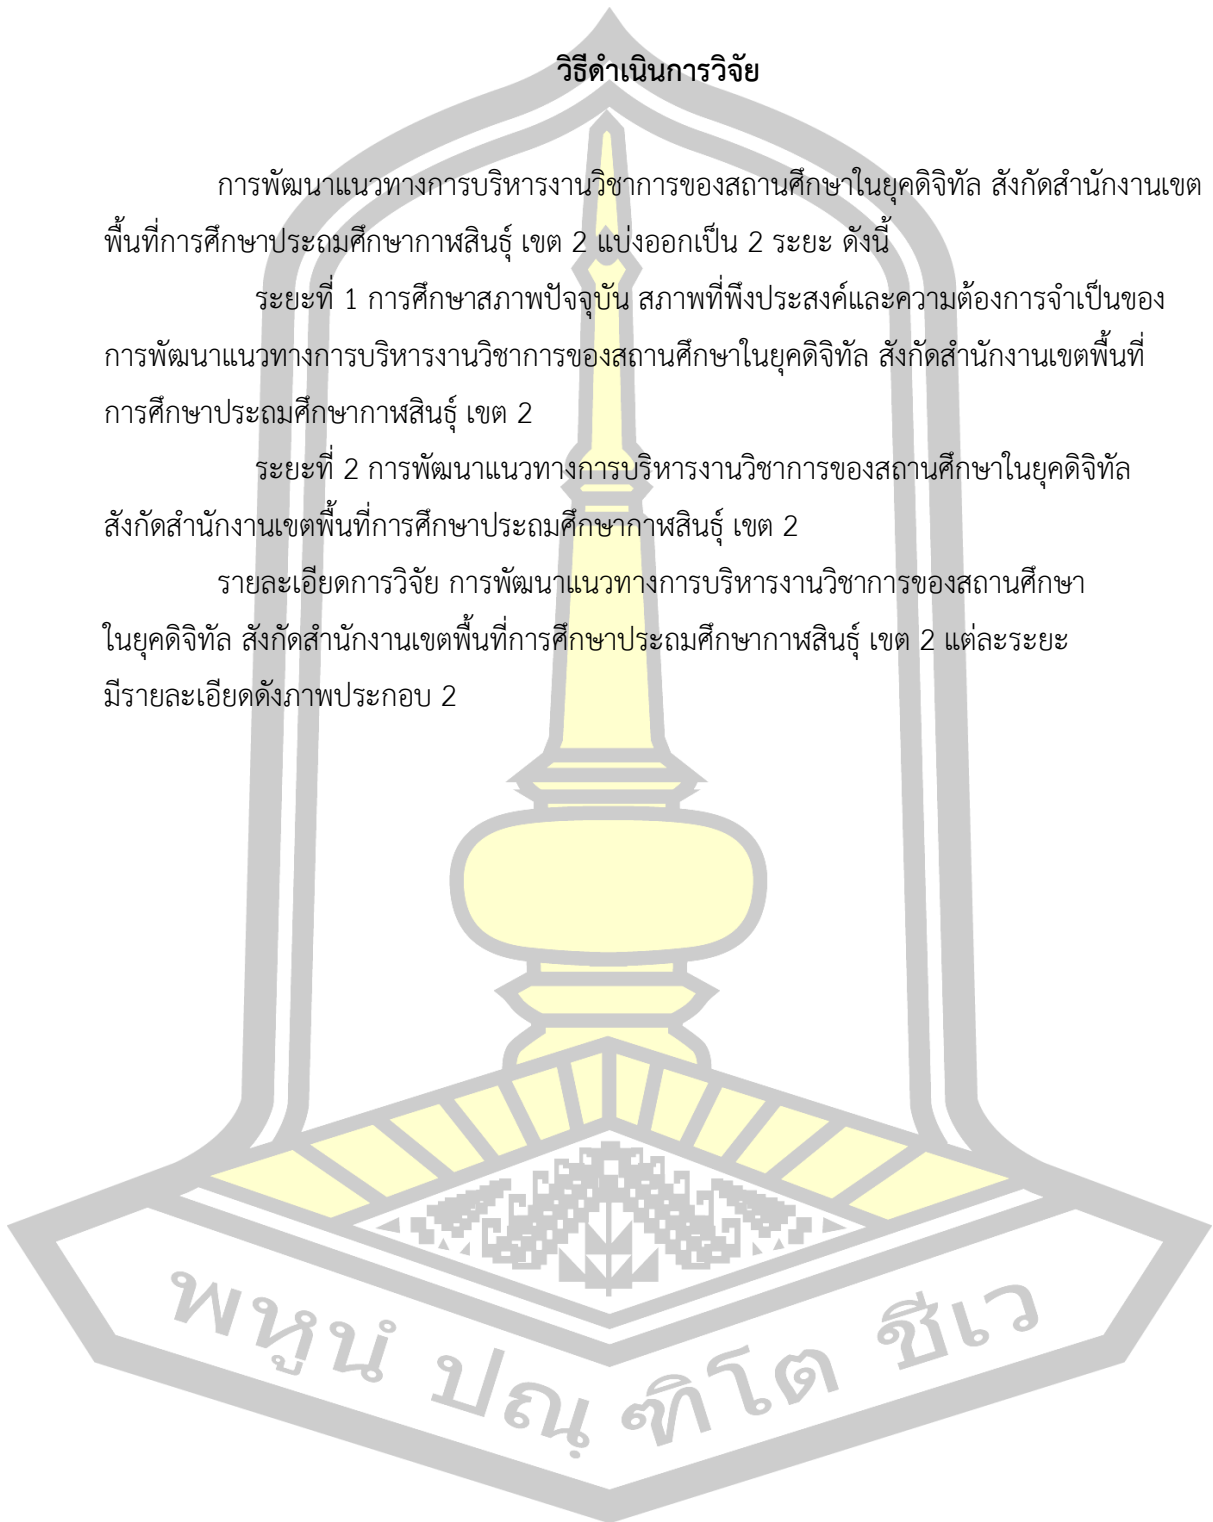 วิธีดำเนินการวิจัย
การพัฒนาแนวทางการบริหารงานวิชาการของสถานศึกษาในยุคดิจิทัล สังกัดสำนักงานเขต
พื้นที่การศึกษาประถมศึกษากาฬสินธุ์ เขต 2 แบ่งออกเป็น 2 ระยะ ดังนี้
ระยะที่ 1 การศึกษาสภาพปัจจุบัน สภาพที่พึงประสงค์และความต้องการจำเป็นของ
การพัฒนาแนวทางการบริหารงานวิชาการของสถานศึกษาในยุคดิจิทัล สังกัดสำนักงานเขตพื้นที่
การศึกษาประถมศึกษากาฬสินธุ์ เขต 2
ระยะที่ 2 การพัฒนาแนวทางการบริหารงานวิชาการของสถานศึกษาในยุคดิจิทัล
สังกัดสำนักงานเขตพื้นที่การศึกษาประถมศึกษากาฬสินธุ์ เขต 2
รายละเอียดการวิจัย การพัฒนาแนวทางการบริหารงานวิชาการของสถานศึกษา
ในยุคดิจิทัล สังกัดสำนักงานเขตพื้นที่การศึกษาประถมศึกษากาฬสินธุ์ เขต 2 แต่ละระยะ
มีรายละเอียดดังภาพประกอบ 2
พหูนํ ปณฺฑิโต ชีเว